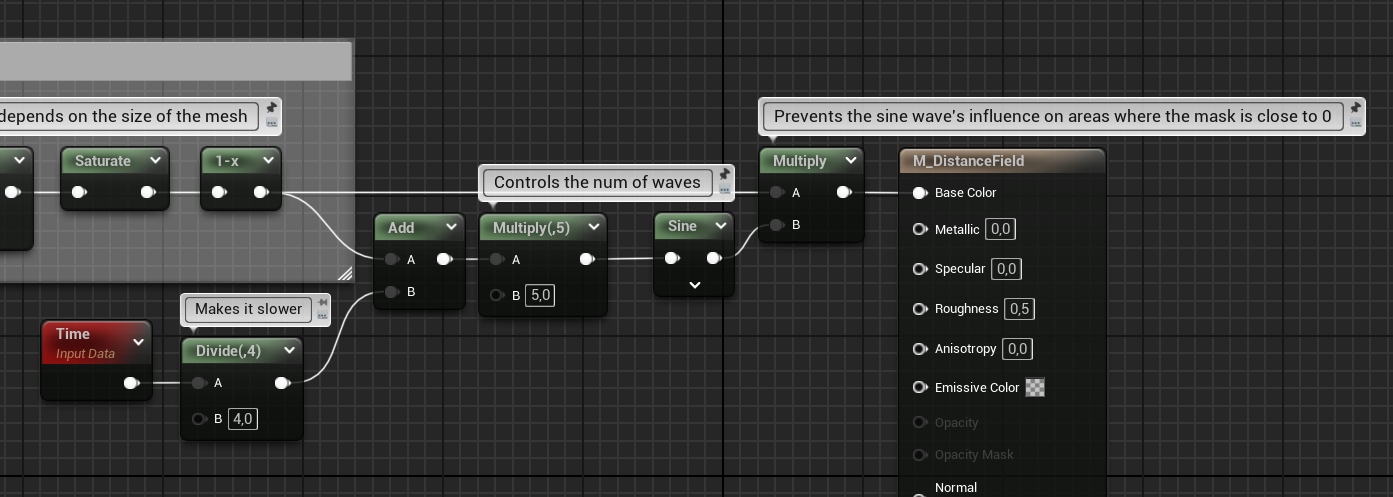 depends on the size of the mesh
Prevents the sine wave's influence on areas where the mask is close to 0
Saturate
1-x
Controls the num of waves
Multiply
A
B
M_DistanceField
Base Color
Metallic 0,0
Specular 0,0
Roughness 0,5
Anisotropy 0,0
Emissive Color
Opacity
Opacity Mask
Normal
Add
A
B
Multiply(,5)
A
B 5,0
Sine
Makes it slower
Time
Input Data
Divide(,4)
A
B 4,0